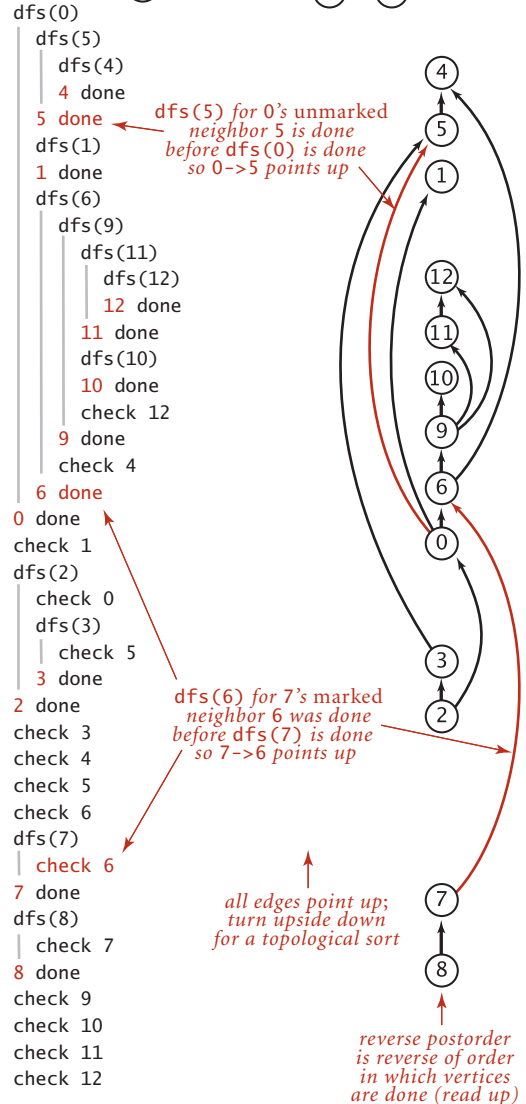 dfs(0)
dfs(5)
dfs(4)
4 done
5 done
dfs(1)
1 done
dfs(6)
dfs(9)
dfs(11)
dfs(12)
12 done
11 done
dfs(10)
10 done
check 12
9 done
check 4
6 done
0 done
check 1
dfs(2)
check 0
dfs(3)
check 5
3 done
2 done
check 3
check 4
check 5
check 6
dfs(7)
check 6
7 done
dfs(8)
check 7
8 done
check 9
check 10
check 11
check 12
dfs(5) for 0's unmarked
neighbor 5 is done
before dfs(0) is done
so 0->5 points up
dfs(6) for 7's marked
neighbor 6 was done
before dfs(7) is done
so 7->6 points up
all edges point up;
turn upside down
for a topological sort
4
5
1
12
11
10
9
6
0
3
2
7
8
reverse postorder
is reverse of order
in which vertices
are done (read up)